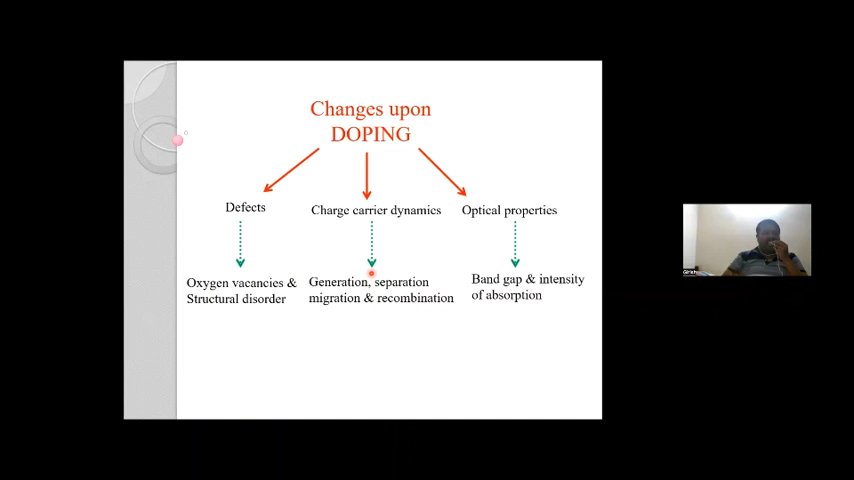 Changes upon
DOPING
Defects
Charge carrier dynamics
Optical properties
Oxygen vacancies &
Structural disorder
Generation, separation
migration & recombination
Band gap & intensity
of absorption